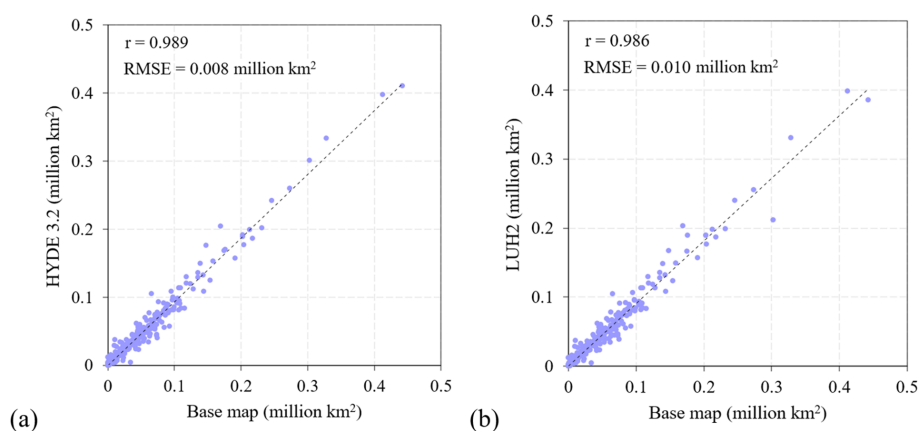 r = 0.989
RMSE = 0.008 million km²
HYDE 3.2 (million km²)
0.5
0.4
0.3
0.2
0.1
0
0 0.1 0.2 0.3 0.4 0.5
Base map (million km²)
(a)
r = 0.986
RMSE = 0.010 million km²
LUH2 (million km²)
0.5
0.4
0.3
0.2
0.1
0
0 0.1 0.2 0.3 0.4 0.5
Base map (million km²)
(b)